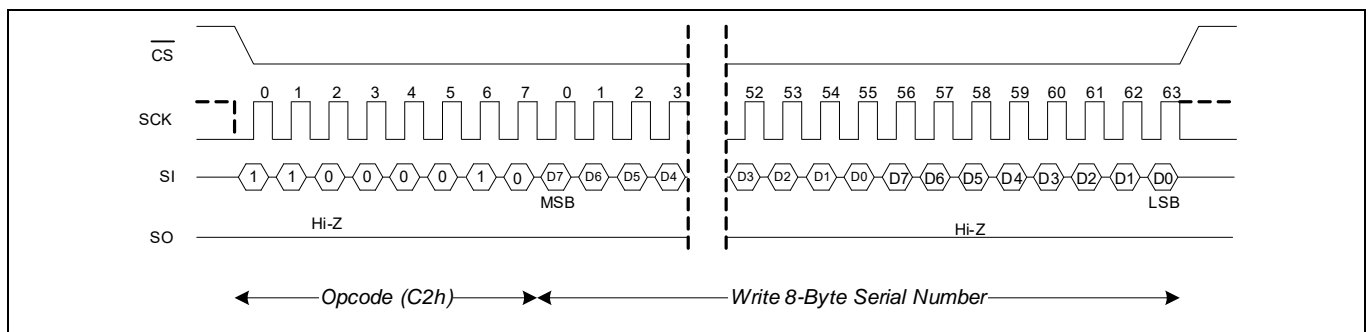 CS
0 1 2 3 4 5 6 7 0 1 2 3 52 53 54 55 56 57 58 59 60 61 62 63
SCK
SI 1 1 0 0 0 0 1 0 D7 D6 D5 D4 D3 D2 D1 D0 D7 D6 D5 D4 D3 D2 D1 D0
MSB LSB
Hi-Z Hi-Z
SO
Opcode (C2h) Write 8-Byte Serial Number